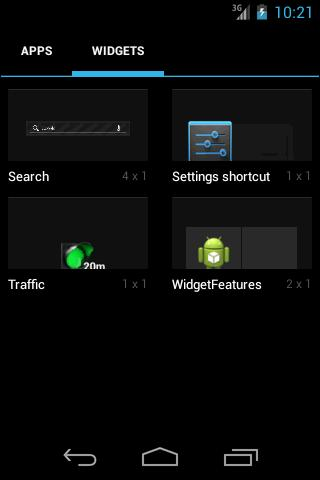 3G 10:21
APPS WIDGETS
Search 4 x 1 Settings shortcut 1 x 1
20m
Traffic 1 x 1 WidgetFeatures 2 x 1